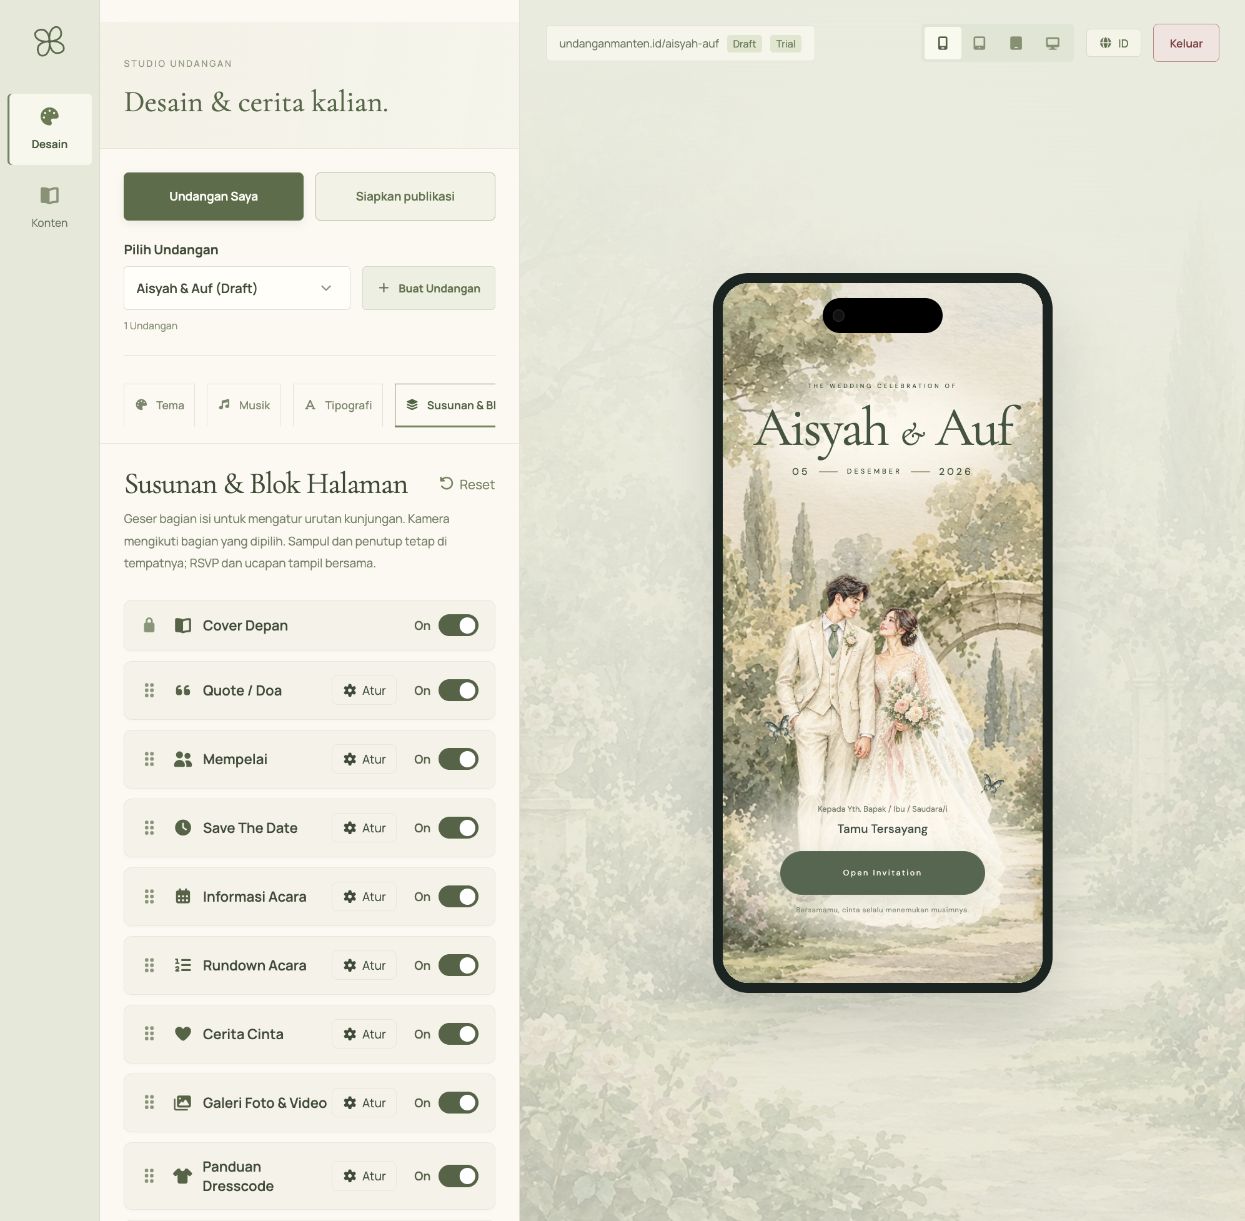 undanganmanten.id/aisyah-auf Draft Trial
ID
Keluar
Desain
Konten
STUDIO UNDANGAN
Desain & cerita kalian.
Undangan Saya
Siapkan publikasi
Pilih Undangan
Aisyah & Auf (Draft)
Buat Undangan
1 Undangan
Tema
Musik
Tipografi
Susunan & Bl
Susunan & Blok Halaman
Reset
Geser bagian isi untuk mengatur urutan kunjungan. Kamera
mengikuti bagian yang dipilih. Sampul dan penutup tetap di
tempatnya; RSVP dan ucapan tampil bersama.
Cover Depan On
Quote / Doa Atur On
Mempelai Atur On
Save The Date Atur On
Informasi Acara Atur On
Rundown Acara Atur On
Cerita Cinta Atur On
Galeri Foto & Video Atur On
Panduan
Dresscode Atur On
THE WEDDING CELEBRATION OF
Aisyah & Auf
05 DESEMBER 2026
Kepada Yth. Bapak / Ibu / Saudara/i
Tamu Tersayang
Open Invitation
Bersamamu, cinta selalu menemukan musimnya.